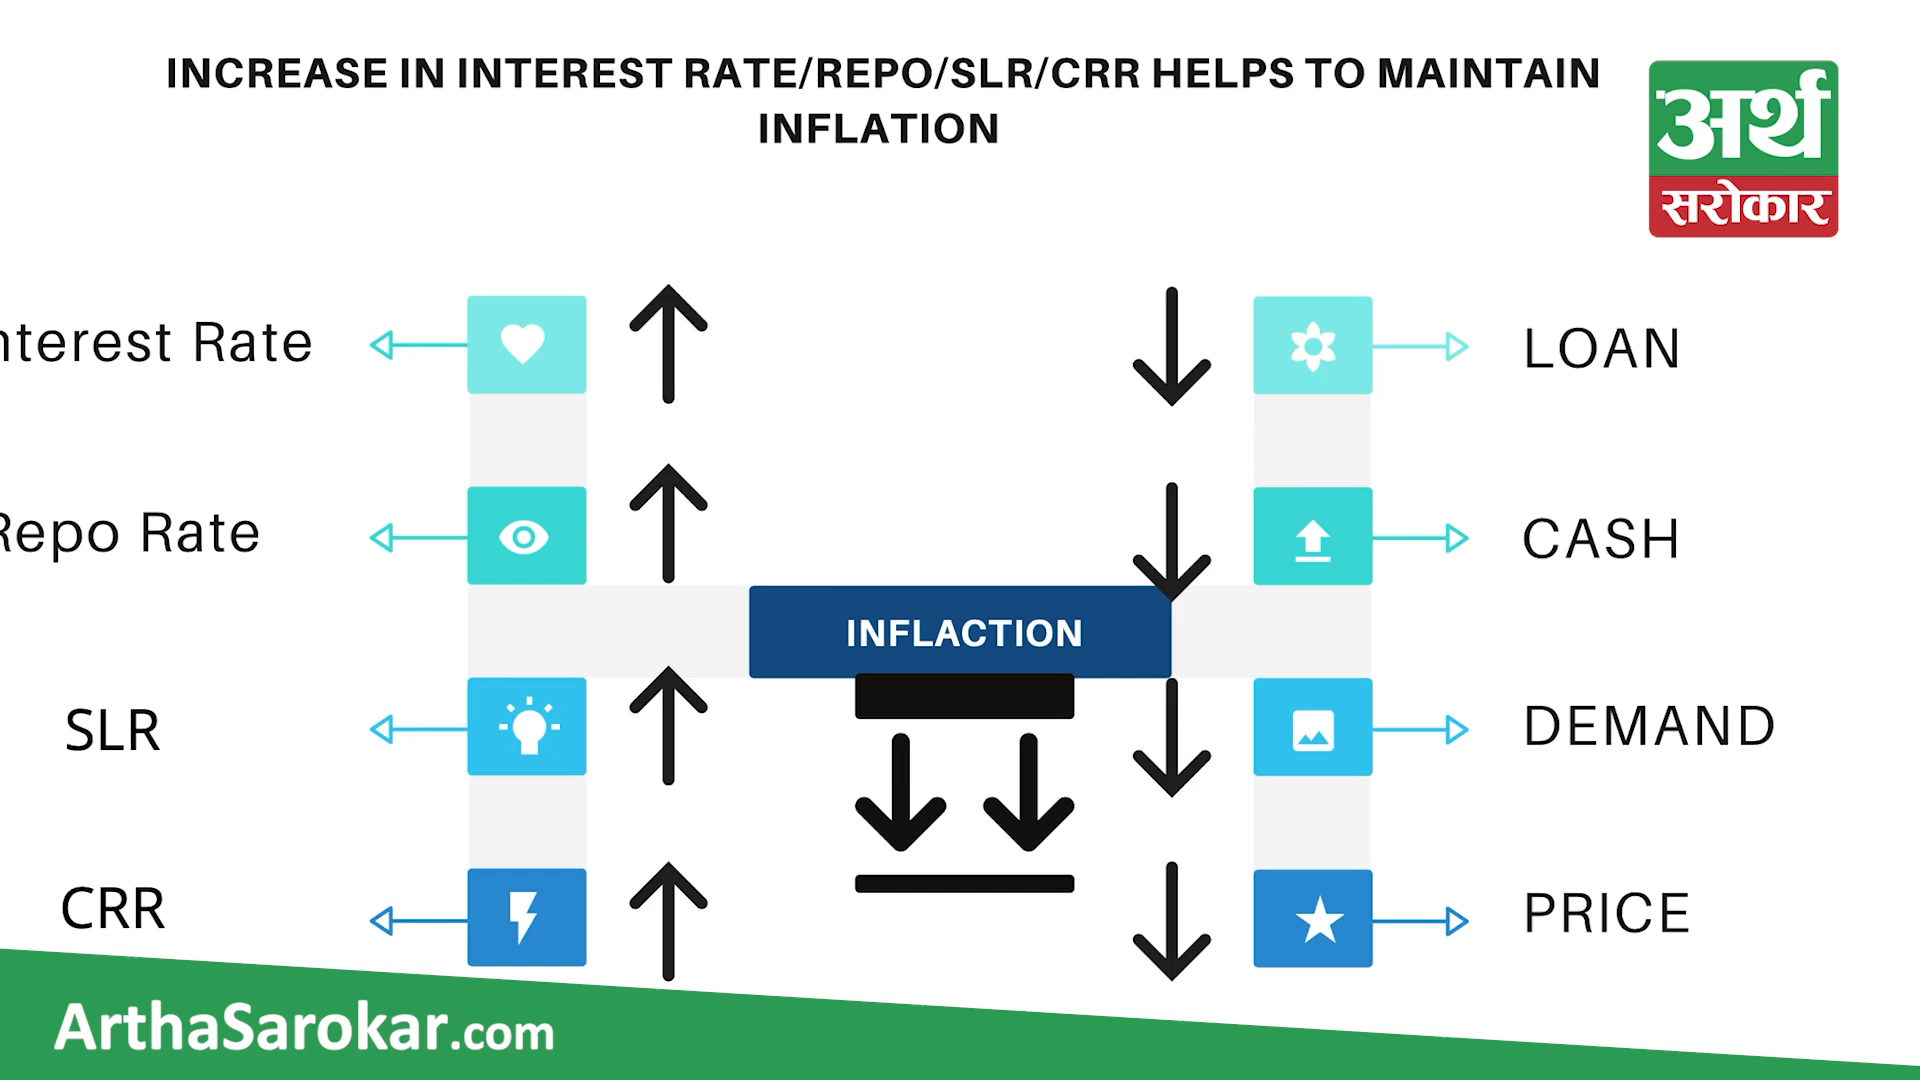 INCREASE IN INTEREST RATE/REPO/SLR/CRR HELPS TO MAINTAIN
INFLATION
अर्थ
सरोकार
nterest Rate
LOAN
Repo Rate
CASH
INFLACTION
SLR
DEMAND
CRR
PRICE
ArthaSarokar.com